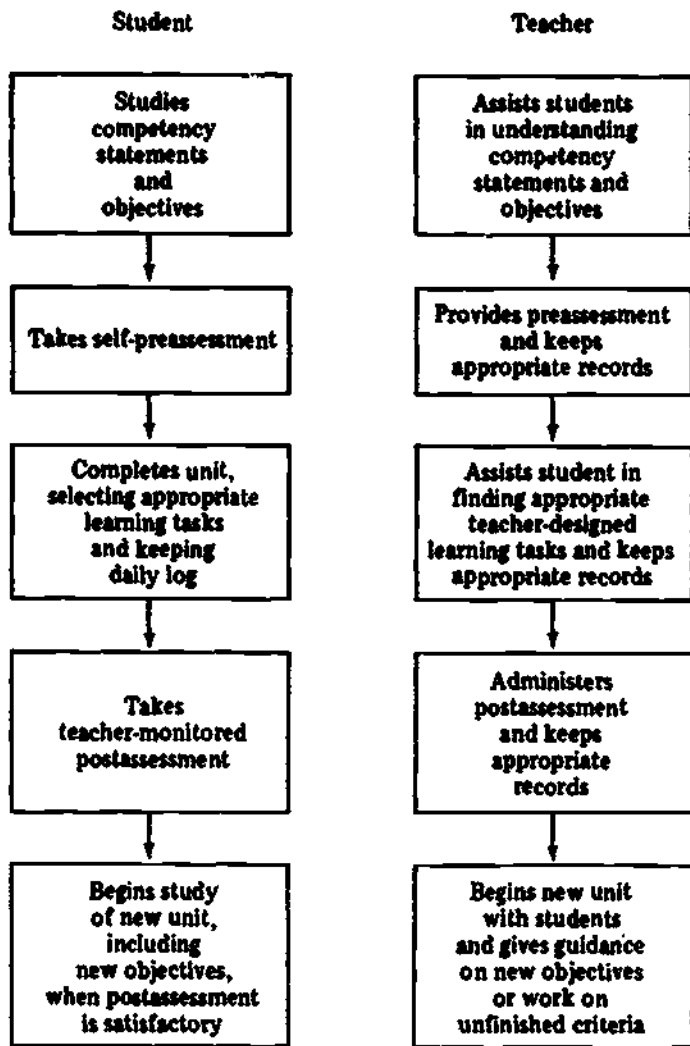 Student
Studies
competency
statements
and
objectives
Takes self-preassessment
Completes unit,
selecting appropriate
learning tasks
and keeping
daily log
Takes
teacher-monitored
postassessment
Begins study
of new unit,
including
new objectives,
when postassessment
is satisfactory
Teacher
Assists students
in understanding
competency
statements and
objectives
Provides preassessment
and keeps
appropriate records
Assists student in
finding appropriate
teacher-designed
learning tasks and keeps
appropriate records
Administers
postassessment
and keeps
appropriate
records
Begins new unit
with students
and gives guidance
on new objectives
or work on
unfinished criteria